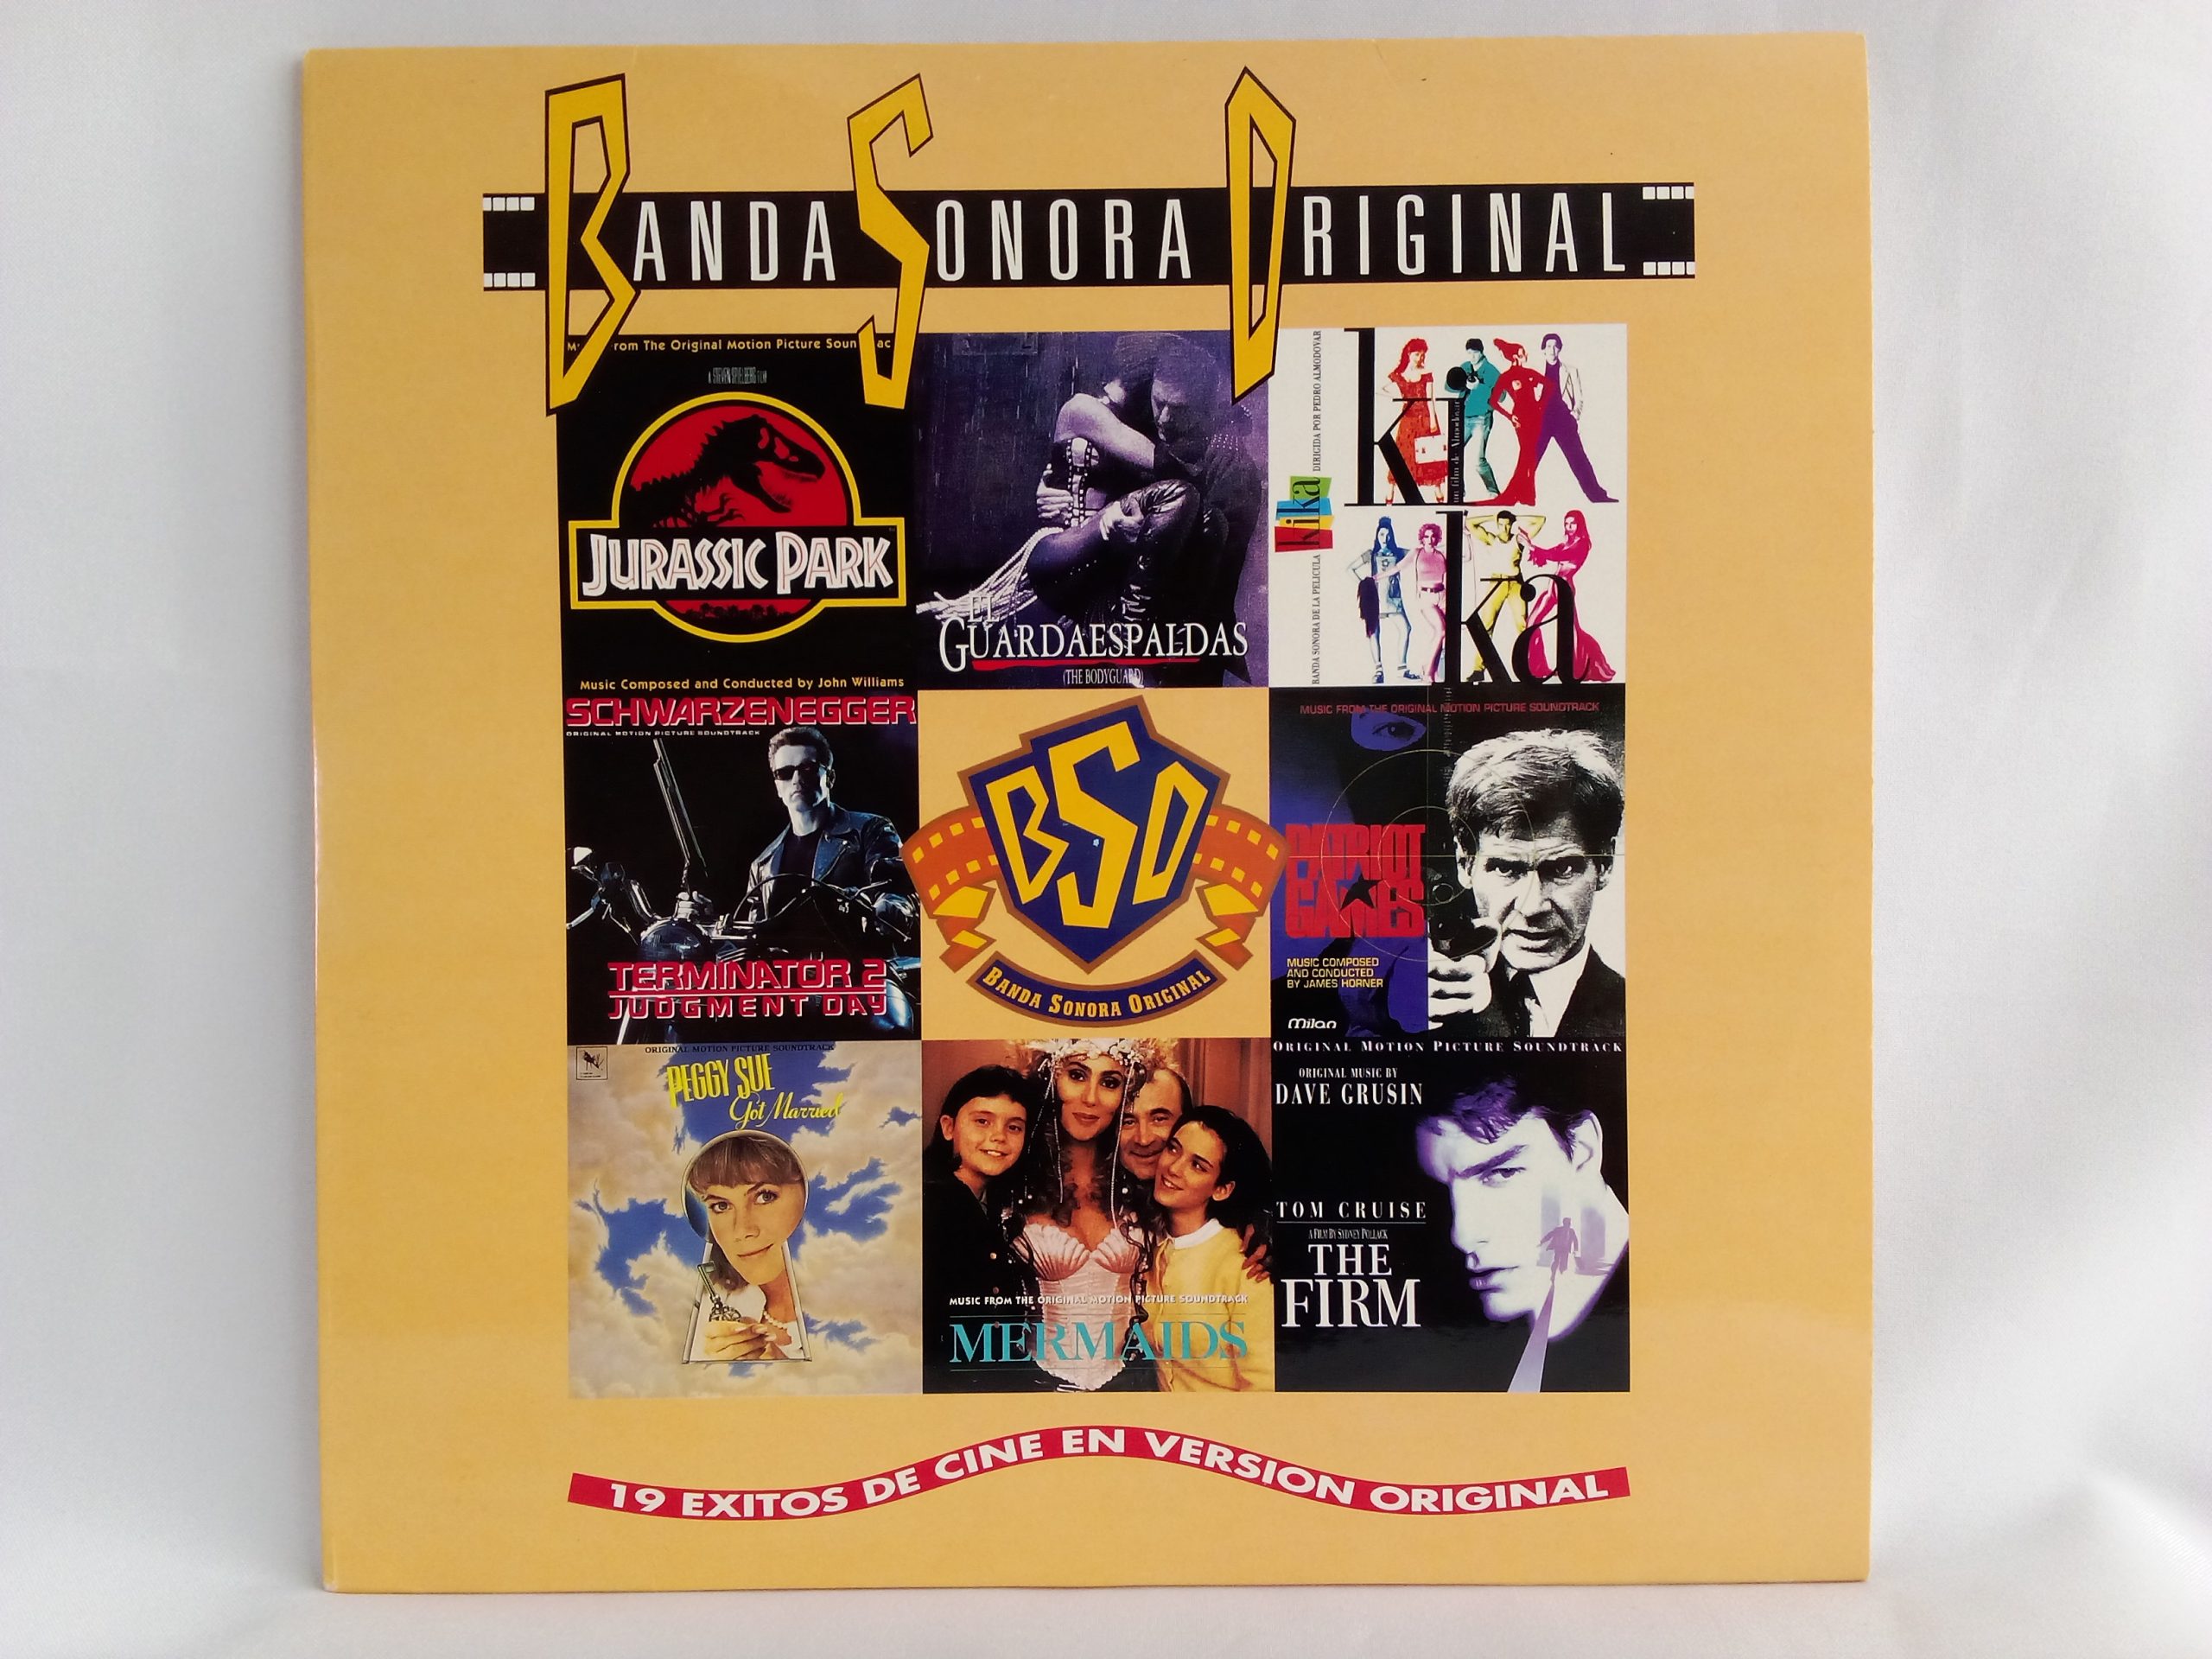 BANDA SONORA ORIGINAL
rom The Original Motion Picture Soun
A STEVEN SPIELBERG FILM
JURASSIC PARK
Music Composed and Conducted by John Williams
EL
GUARDAESPALDAS
(THE BODYGUARD)
BANDA SONORA DE LA PELICULA kika DIRIGIDA POR PEDRO ALMODOVAR
ki
ka
SCHWARZENEGGER
ORIGINAL MOTION PICTURE SOUNDTRACK
TERMINATOR 2
JUDGMENT DAY
BSO
BANDA SONORA ORIGINAL
MUSIC FROM THE ORIGINAL MOTION PICTURE SOUNDTRACK
PATRIOT
GAMES
MUSIC COMPOSED
AND CONDUCTED
BY JAMES HORNER
Milan
ORIGINAL MOTION PICTURE SOUNDTRACK
PEGGY SUE
Got Married
MUSIC FROM THE ORIGINAL MOTION PICTURE SOUNDTRACK
MERMAIDS
ORIGINAL MOTION PICTURE SOUNDTRACK
ORIGINAL MUSIC BY
DAVE GRUSIN
TOM CRUISE
A FILM BY SYDNEY POLLACK
THE
FIRM
19 EXITOS DE CINE EN VERSION ORIGINAL